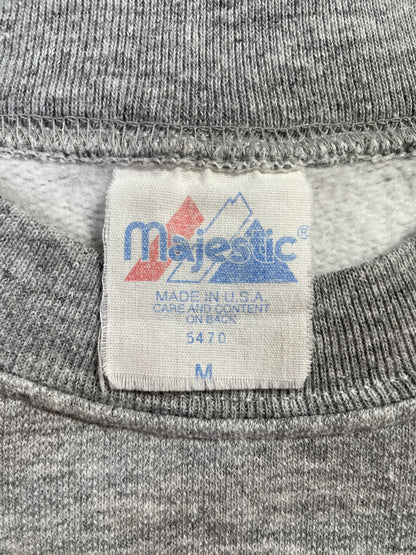 Majestic®
MADE IN U.S.A.
CARE AND CONTENT
ON BACK
5470
M